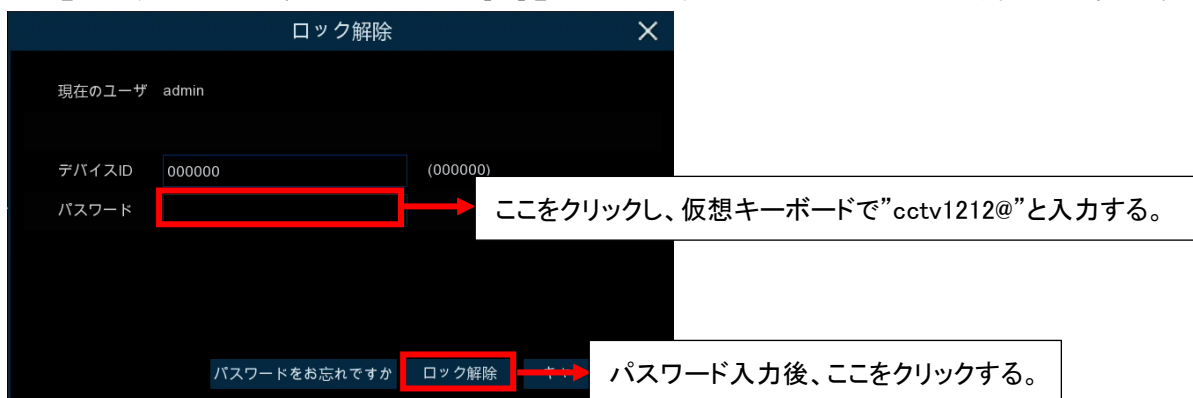 ロック解除
現在のユーザ admin
デバイスID 000000 (000000)
パスワード
ここをクリックし、仮想キーボードで”cctv1212@”と入力する。
パスワードをお忘れですか ロック解除
パスワード入力後、ここをクリックする。